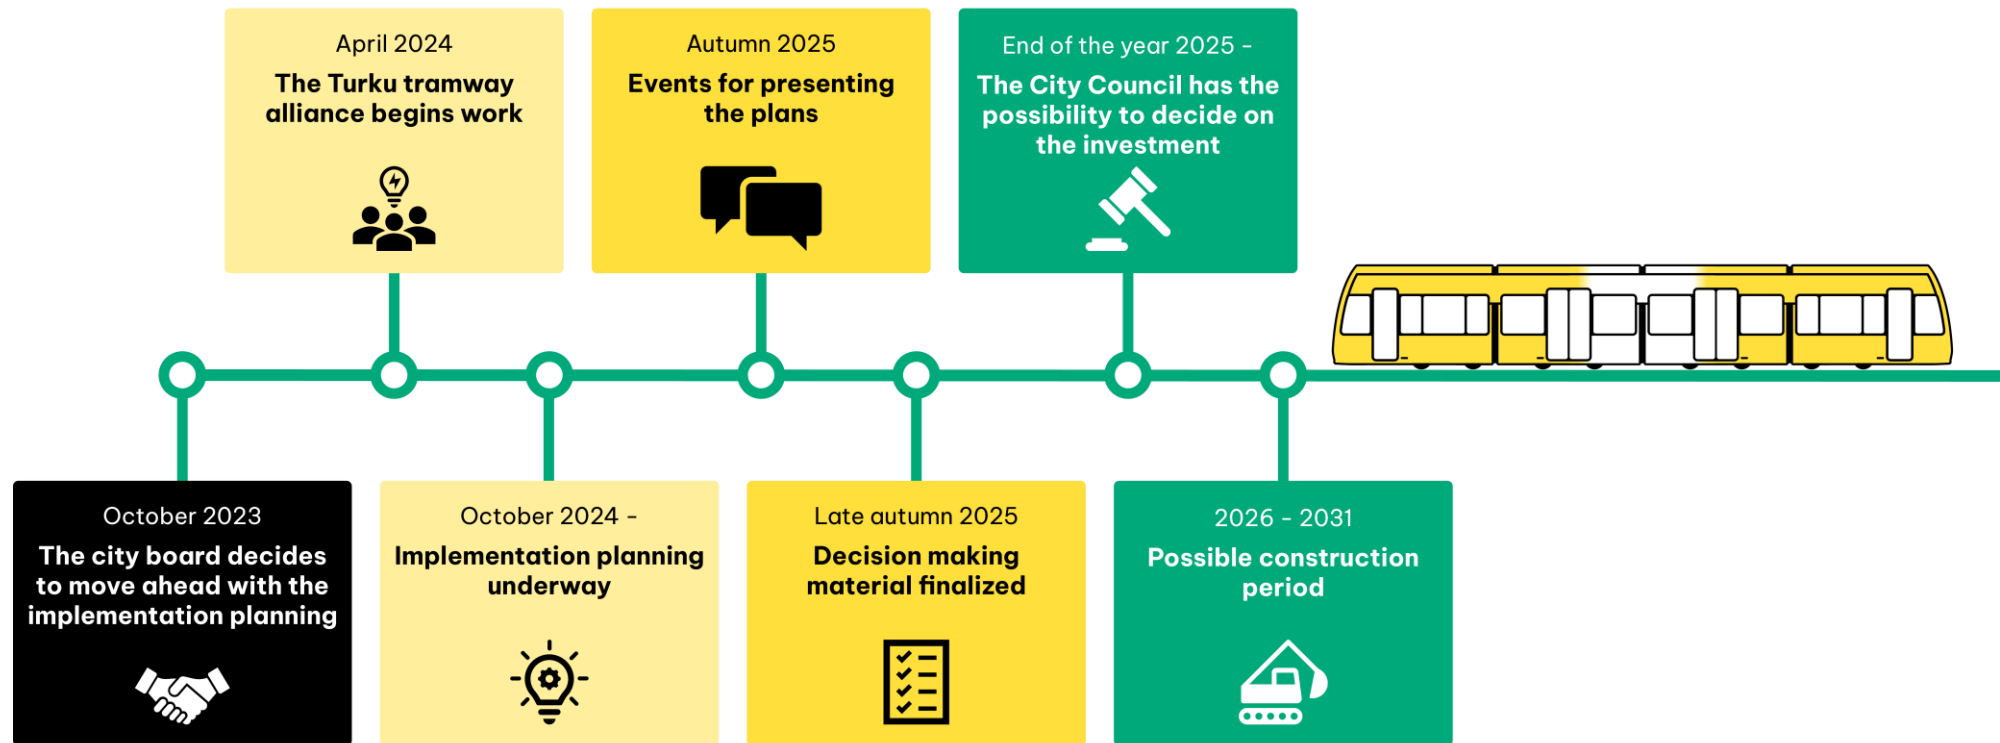 October 2023
The city board decides
to move ahead with the
implementation planning
April 2024
The Turku tramway
alliance begins work
October 2024 -
Implementation planning
underway
Autumn 2025
Events for presenting
the plans
Late autumn 2025
Decision making
material finalized
End of the year 2025 -
The City Council has the
possibility to decide on
the investment
2026 - 2031
Possible construction
period